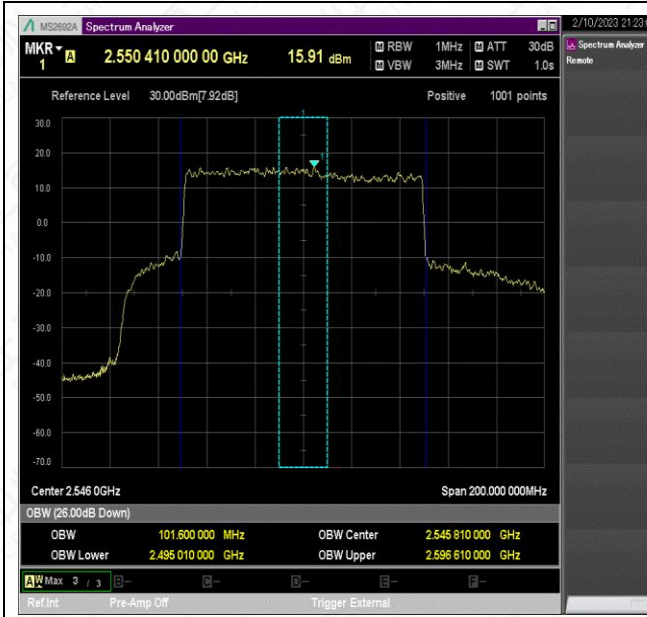 MS2692A Spectrum Analyzer
2/10/2023 21:23:
MKR 1 A 2.550 410 000 00 GHz 15.91 dBm M RBW 1MHz M ATT 30dB
M VBW 3MHz M SWT 1.0s
Spectrum Analyzer
Remote
Reference Level 30.00dBm[7.92dB] Positive 1001 points
30.0
20.0
1
10.0
0.0
-10.0
-20.0
-30.0
-40.0
-50.0
-60.0
-70.0
Center 2.546 0GHz Span 200.000 000MHz
OBW (26.00dB Down)
OBW 101.600 000 MHz OBW Center 2.545 810 000 GHz
OBW Lower 2.495 010 000 GHz OBW Upper 2.596 610 000 GHz
A W Max 3 / 3 B- C- D- E- F-
Ref.Int Pre-Amp Off Trigger External